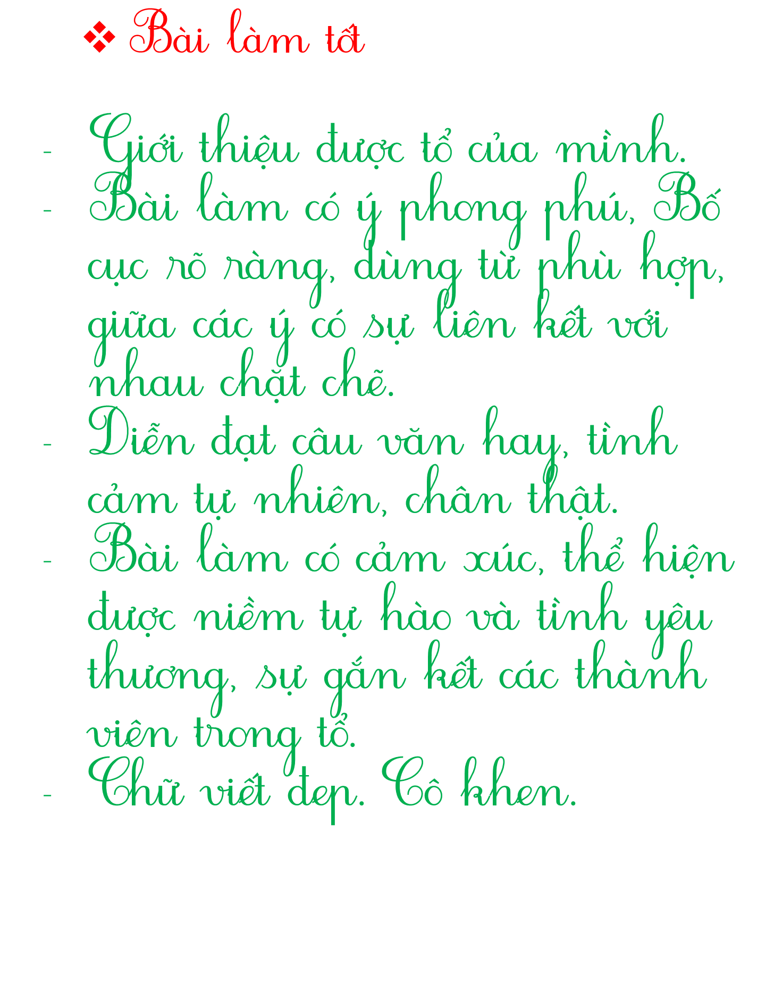 ❖ Bài làm tốt
- Giới thiệu được tổ của mình.
- Bài làm có ý phong phú, Bố
cục rõ ràng, dùng từ phù hợp,
giữa các ý có sự liên kết với
nhau chặt chẽ.
- Diễn đạt câu văn hay, tình
cảm tự nhiên, chân thật.
- Bài làm có cảm xúc, thể hiện
được niềm tự hào và tình yêu
thương, sự gắn kết các thành
viên trong tổ.
- Chữ viết đep. Cô khen.